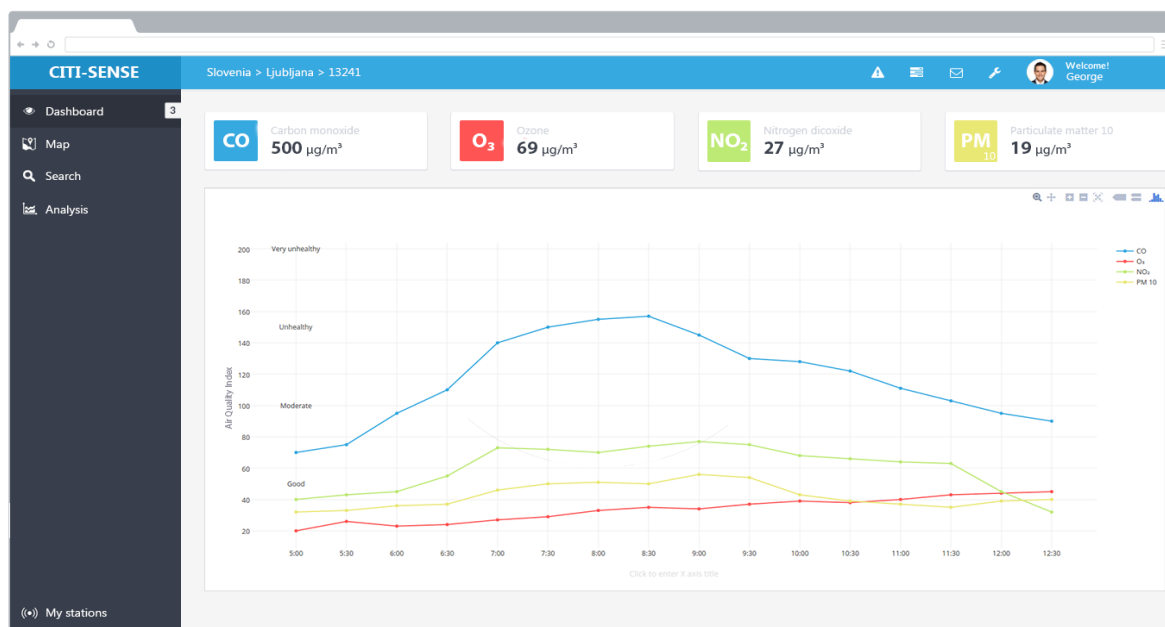 CITI-SENSE
Slovenia > Ljubljana > 13241
Welcome!
George
Dashboard
3
Map
Search
Analysis
My stations
CO
Carbon monoxide
500 µg/m³
O₃
Ozone
69 µg/m³
NO₂
Nitrogen dicoxide
27 µg/m³
PM
10
Particulate matter 10
19 µg/m³
Air Quality Index
200
180
160
140
120
100
80
60
40
20
Very unhealthy
Unhealthy
Moderate
Good
5:00
5:30
6:00
6:30
7:00
7:30
8:00
8:30
9:00
9:30
10:00
10:30
11:00
11:30
12:00
12:30
Click to enter X axis title
CO
O₃
NO₂
PM 10